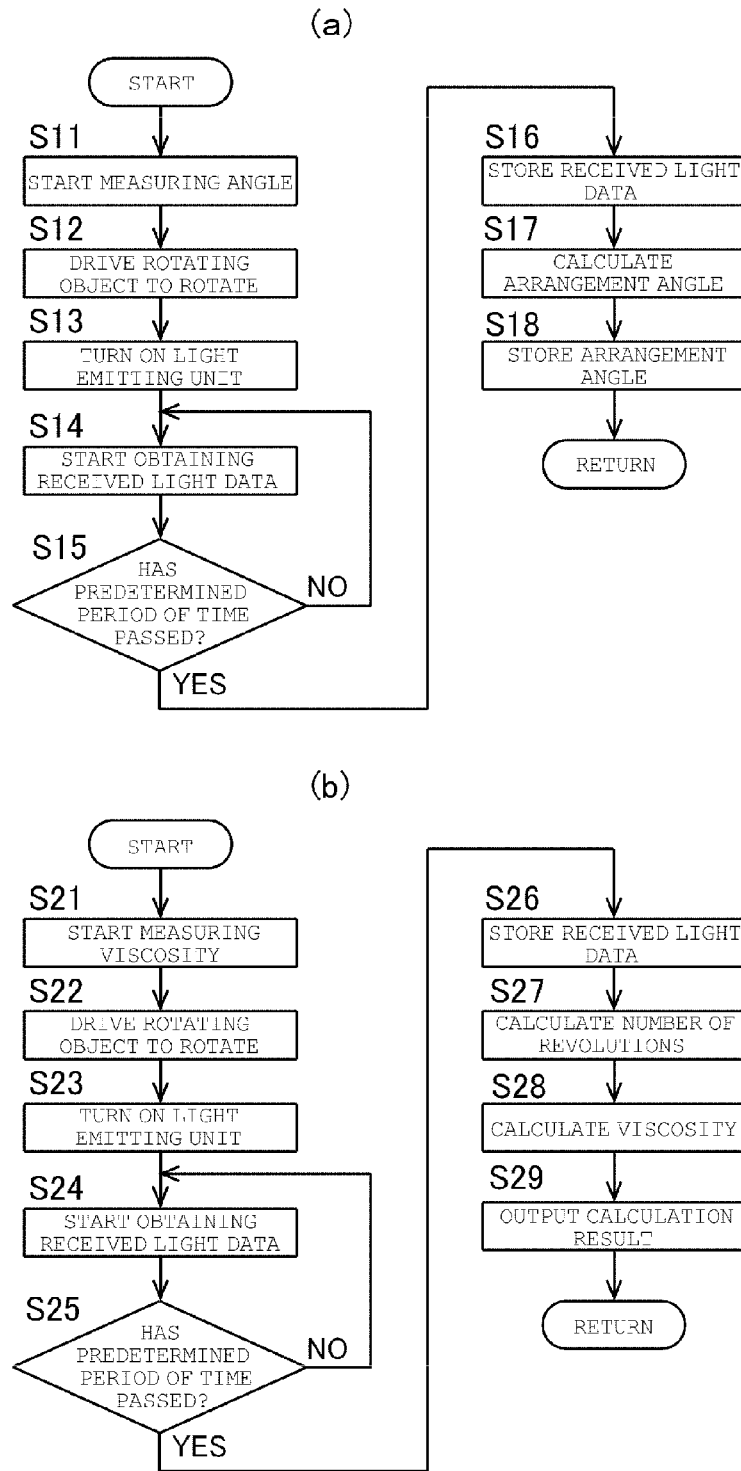 (a)
START
S11
START MEASURING ANGLE
S12
DRIVE ROTATING
OBJECT TO ROTATE
S13
TURN ON LIGHT
EMITTING UNIT
S14
START OBTAINING
RECEIVED LIGHT DATA
S15
HAS
PREDETERMINED
PERIOD OF TIME
PASSED?
NO
YES
S16
STORE RECEIVED LIGHT
DATA
S17
CALCULATE
ARRANGEMENT ANGLE
S18
STORE ARRANGEMENT
ANGLE
RETURN
(b)
START
S21
START MEASURING
VISCOSITY
S22
DRIVE ROTATING
OBJECT TO ROTATE
S23
TURN ON LIGHT
EMITTING UNIT
S24
START OBTAINING
RECEIVED LIGHT DATA
S25
HAS
PREDETERMINED
PERIOD OF TIME
PASSED?
NO
YES
S26
STORE RECEIVED LIGHT
DATA
S27
CALCULATE NUMBER OF
REVOLUTIONS
S28
CALCULATE VISCOSITY
S29
OUTPUT CALCULATION
RESULT
RETURN